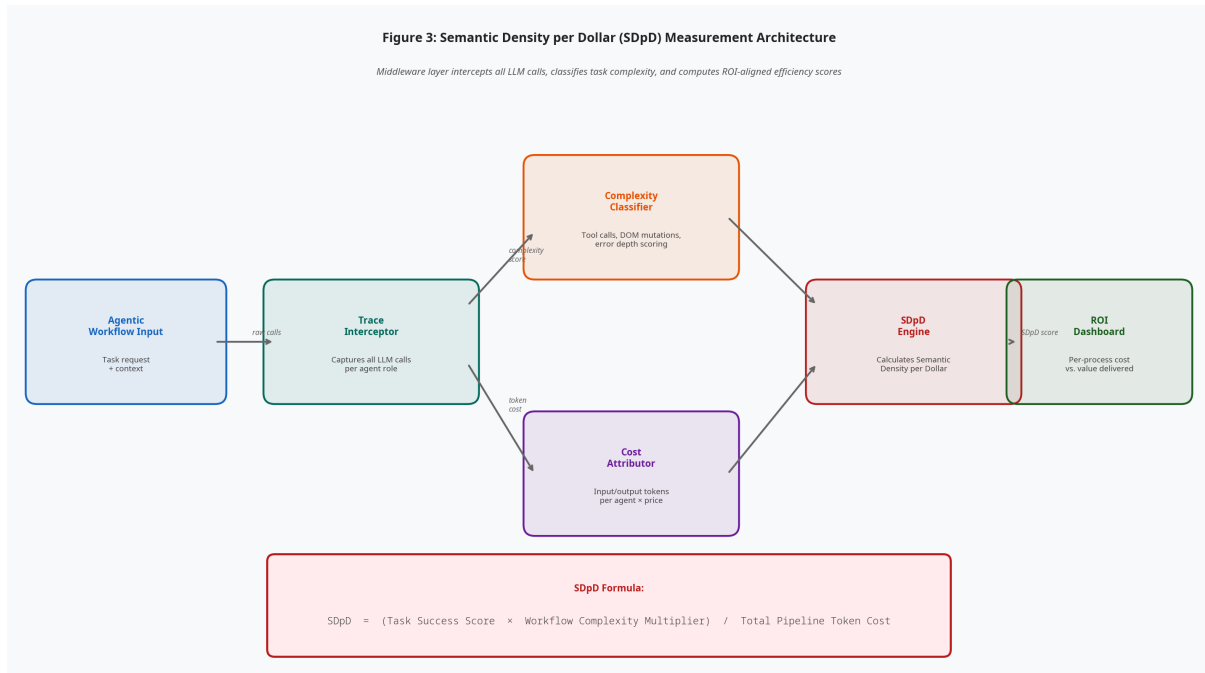 Figure 3: Semantic Density per Dollar (SDpD) Measurement Architecture
Middleware layer intercepts all LLM calls, classifies task complexity, and computes ROI-aligned efficiency scores
Agentic
Workflow Input
Task request
+ context
raw calls
Trace
Interceptor
Captures all LLM calls
per agent role
complexity
score
Complexity
Classifier
Tool calls, DOM mutations,
error depth scoring
token
cost
Cost
Attributor
Input/output tokens
per agent × price
SDpD
Engine
Calculates Semantic
Density per Dollar
SDpD score
ROI
Dashboard
Per-process cost
vs. value delivered
SDpD Formula:
SDpD = (Task Success Score × Workflow Complexity Multiplier) / Total Pipeline Token Cost